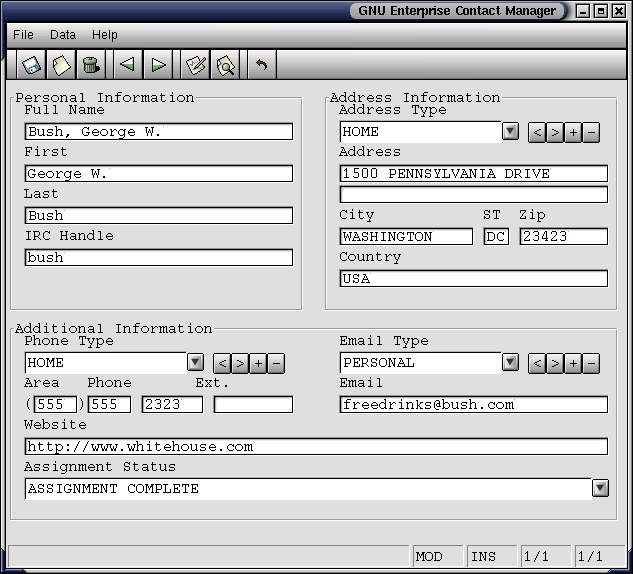 GNU Enterprise Contact Manager
File Data Help
Personal Information
Full Name
Bush, George W.
First
George W.
Last
Bush
IRC Handle
bush
Address Information
Address Type
HOME < > + −
Address
1500 PENNSYLVANIA DRIVE
City ST Zip
WASHINGTON DC 23423
Country
USA
Additional Information
Phone Type
HOME < > + −
Area Phone Ext.
(555) 555 2323
Email Type
PERSONAL < > + −
Email
freedrinks@bush.com
Website
http://www.whitehouse.com
Assignment Status
ASSIGNMENT COMPLETE
MOD INS 1/1 1/1